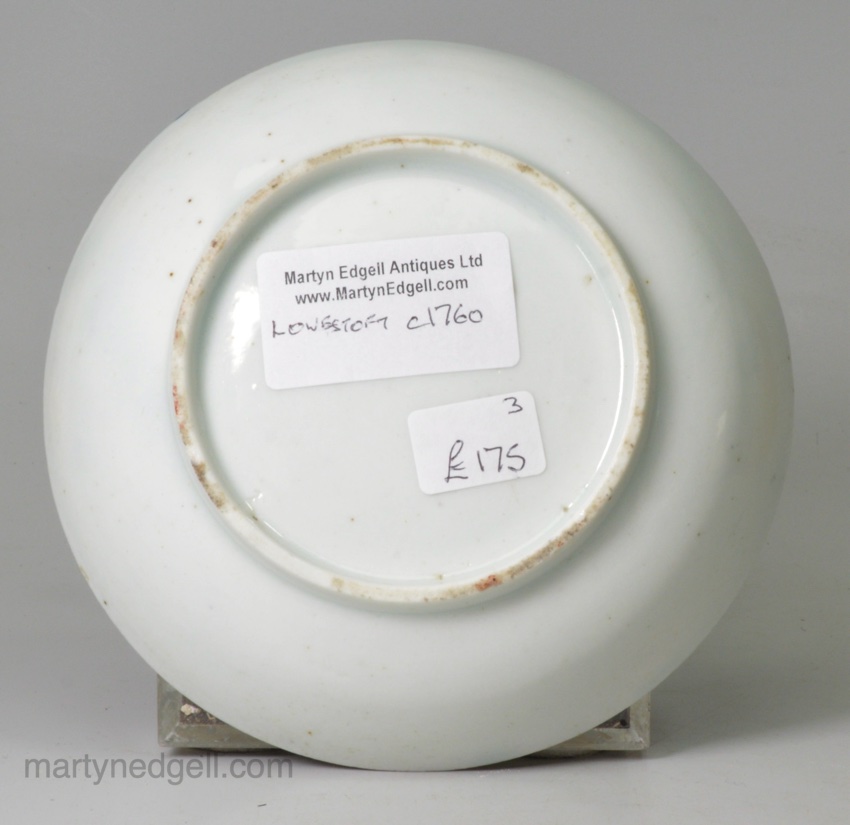 Martyn Edgell Antiques Ltd
www.MartynEdgell.com
LOWESTOFT c1760
3
£175
martynedgell.com